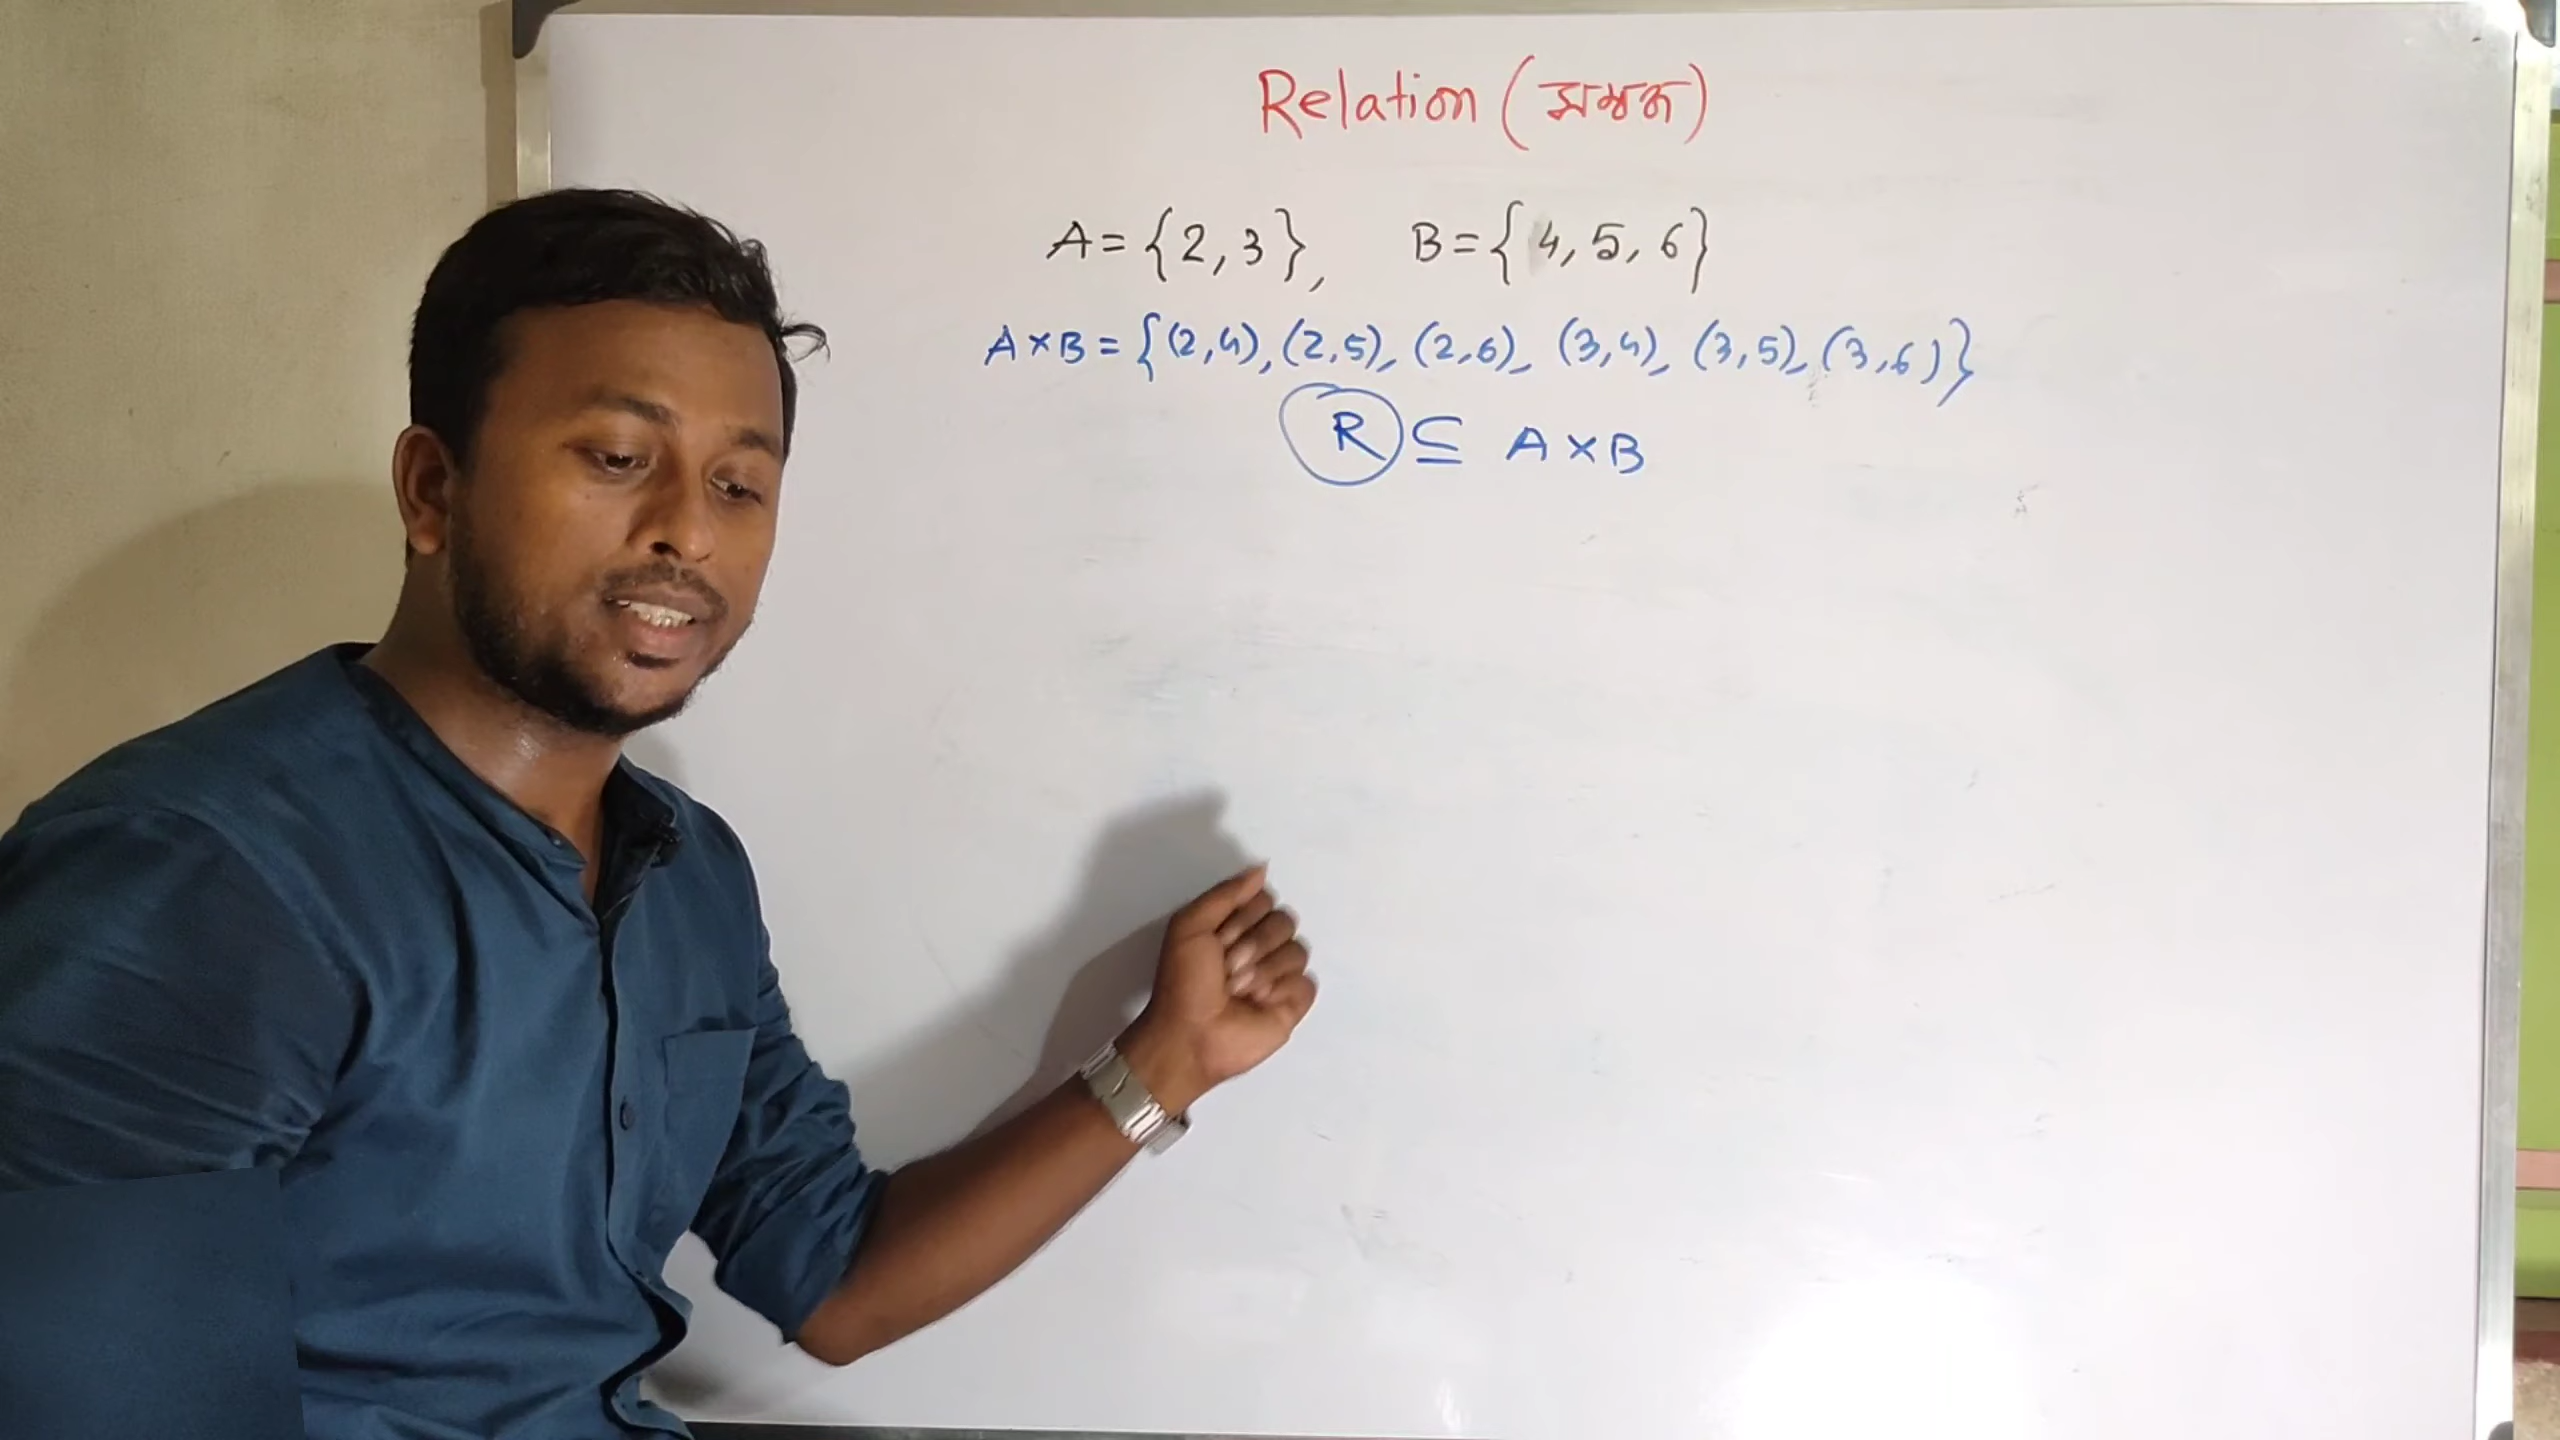 Relation (সম্বন্ধ)
A = {2, 3}, B = {4, 5, 6}
A × B = {(2,4), (2,5), (2,6), (3,4), (3,5), (3,6)}
R ⊆ A × B